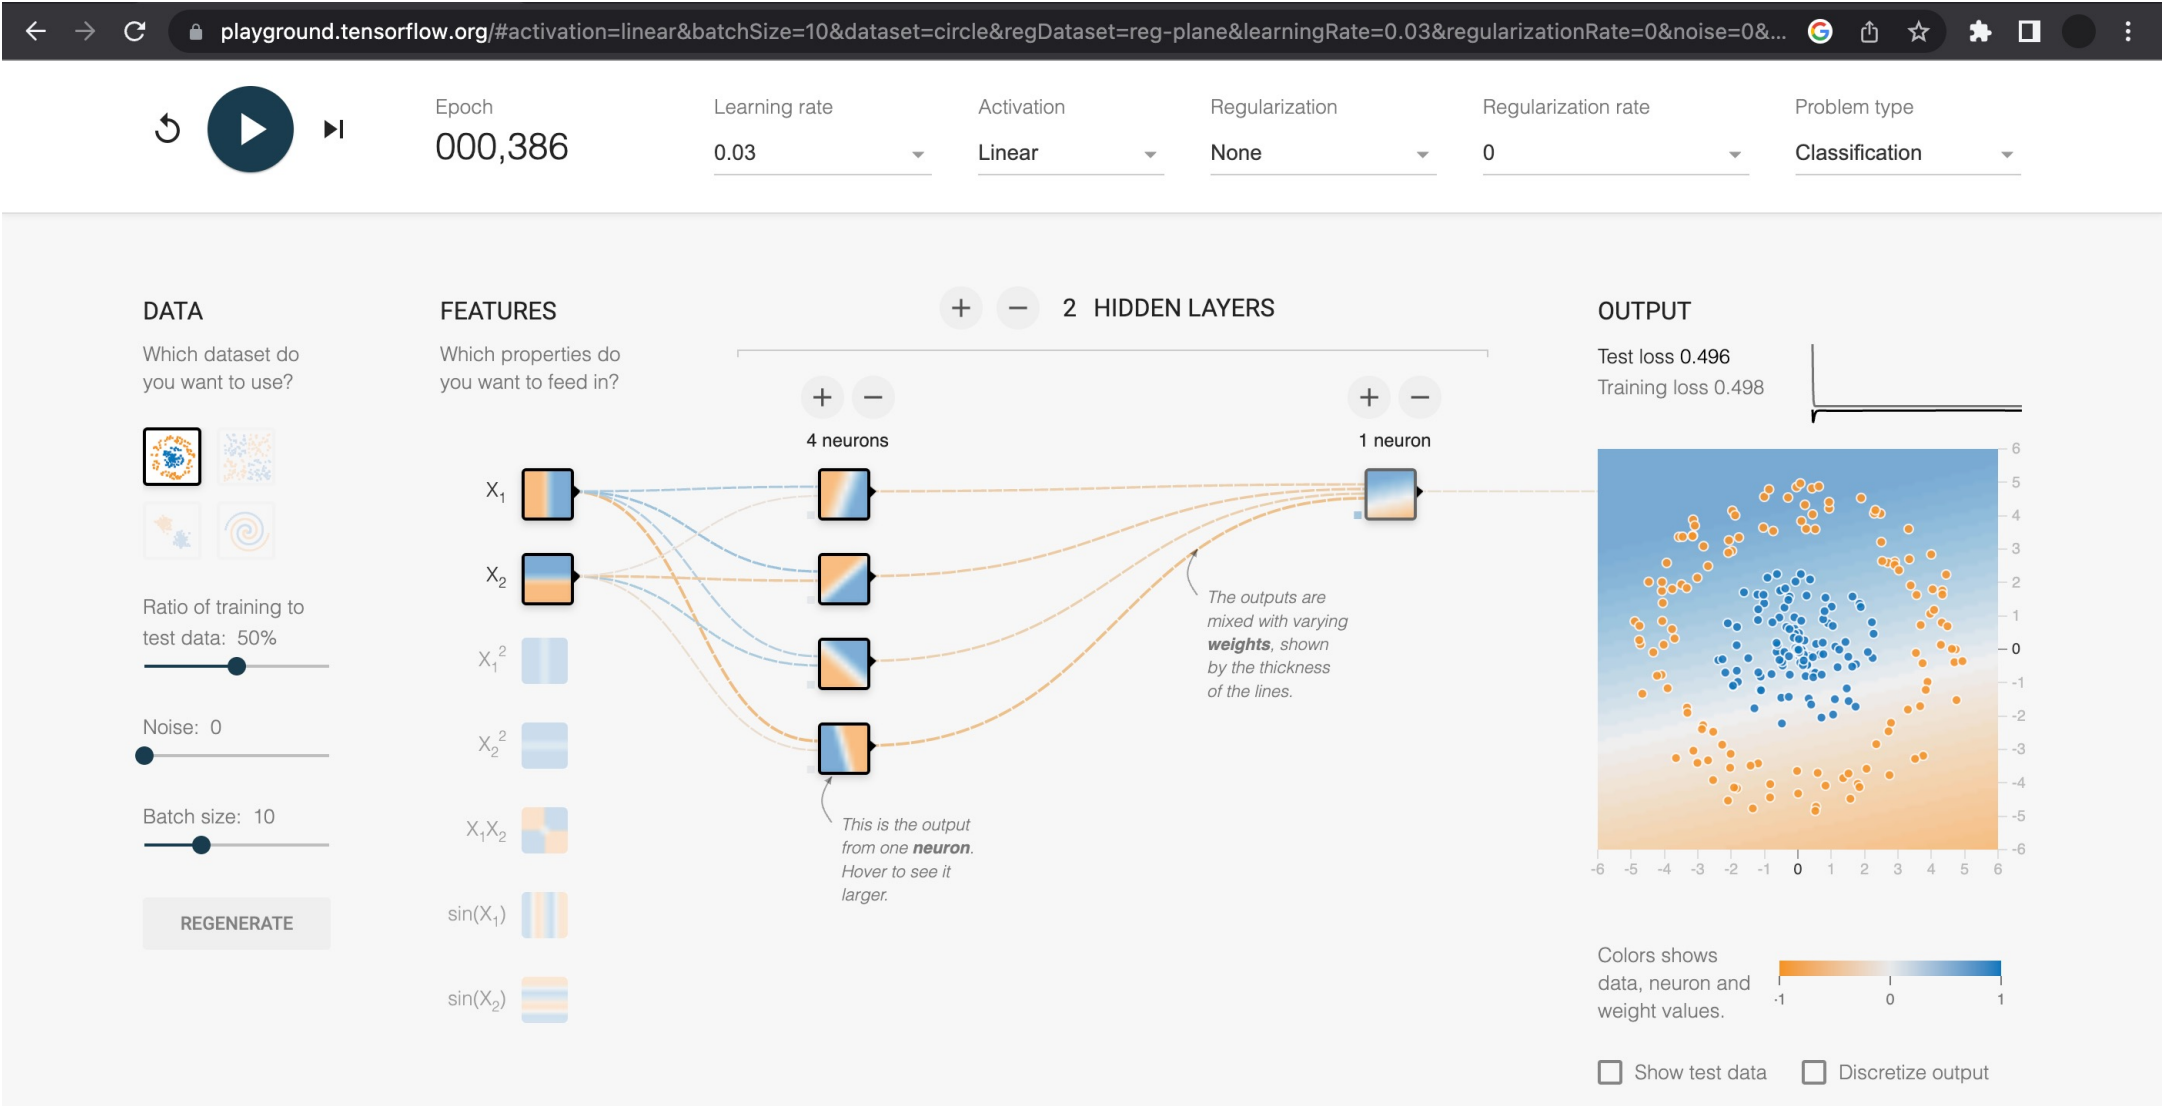 playground.tensorflow.org/#activation=linear&batchSize=10&dataset=circle&regDataset=reg-plane&learningRate=0.03&regularizationRate=0&noise=0&...
Epoch
000,386
Learning rate
0.03
Activation
Linear
Regularization
None
Regularization rate
0
Problem type
Classification
DATA
Which dataset do
you want to use?
Ratio of training to
test data: 50%
Noise: 0
Batch size: 10
REGENERATE
FEATURES
Which properties do
you want to feed in?
X1
X2
X1²
X2²
X1X2
sin(X1)
sin(X2)
+ − 2 HIDDEN LAYERS
+ −
4 neurons
+ −
1 neuron
The outputs are
mixed with varying
weights, shown
by the thickness
of the lines.
This is the output
from one neuron.
Hover to see it
larger.
OUTPUT
Test loss 0.496
Training loss 0.498
6
5
4
3
2
1
0
-1
-2
-3
-4
-5
-6
-6 -5 -4 -3 -2 -1 0 1 2 3 4 5 6
Colors shows
data, neuron and
weight values.
-1 0 1
Show test data
Discretize output